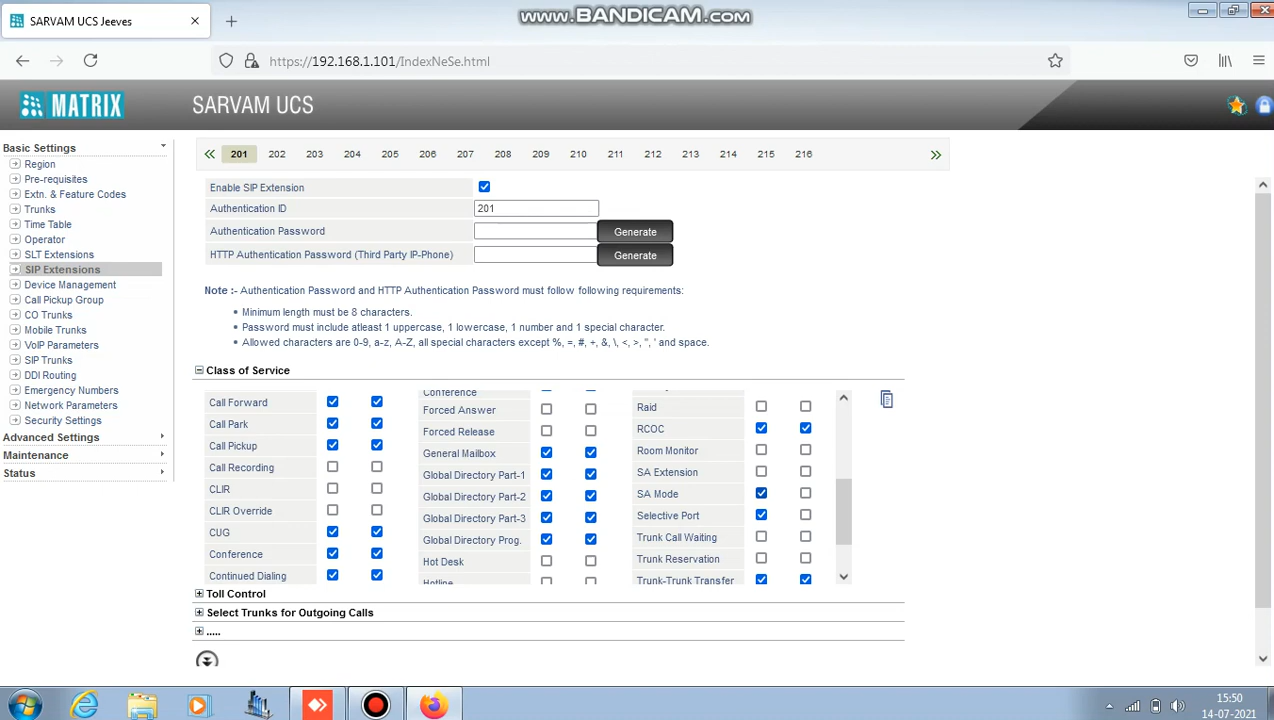 www.BANDICAM.com
SARVAM UCS Jeeves
https://192.168.1.101/IndexNeSe.html
MATRIX
SARVAM UCS
Basic Settings
Region
Pre-requisites
Extn. & Feature Codes
Trunks
Time Table
Operator
SLT Extensions
SIP Extensions
Device Management
Call Pickup Group
CO Trunks
Mobile Trunks
VoIP Parameters
SIP Trunks
DDI Routing
Emergency Numbers
Network Parameters
Security Settings
Advanced Settings
Maintenance
Status
201 202 203 204 205 206 207 208 209 210 211 212 213 214 215 216
Enable SIP Extension
Authentication ID 201
Authentication Password Generate
HTTP Authentication Password (Third Party IP-Phone) Generate
Note :- Authentication Password and HTTP Authentication Password must follow following requirements:
Minimum length must be 8 characters.
Password must include atleast 1 uppercase, 1 lowercase, 1 number and 1 special character.
Allowed characters are 0-9, a-z, A-Z, all special characters except %, =, #, +, &, \, <, >, ", ' and space.
Class of Service
Call Forward
Call Park
Call Pickup
Call Recording
CLIR
CLIR Override
CUG
Conference
Continued Dialing
Conference
Forced Answer
Forced Release
General Mailbox
Global Directory Part-1
Global Directory Part-2
Global Directory Part-3
Global Directory Prog.
Hot Desk
Hotline
Raid
RCOC
Room Monitor
SA Extension
SA Mode
Selective Port
Trunk Call Waiting
Trunk Reservation
Trunk-Trunk Transfer
Toll Control
Select Trunks for Outgoing Calls
.....
15:50
14-07-2021